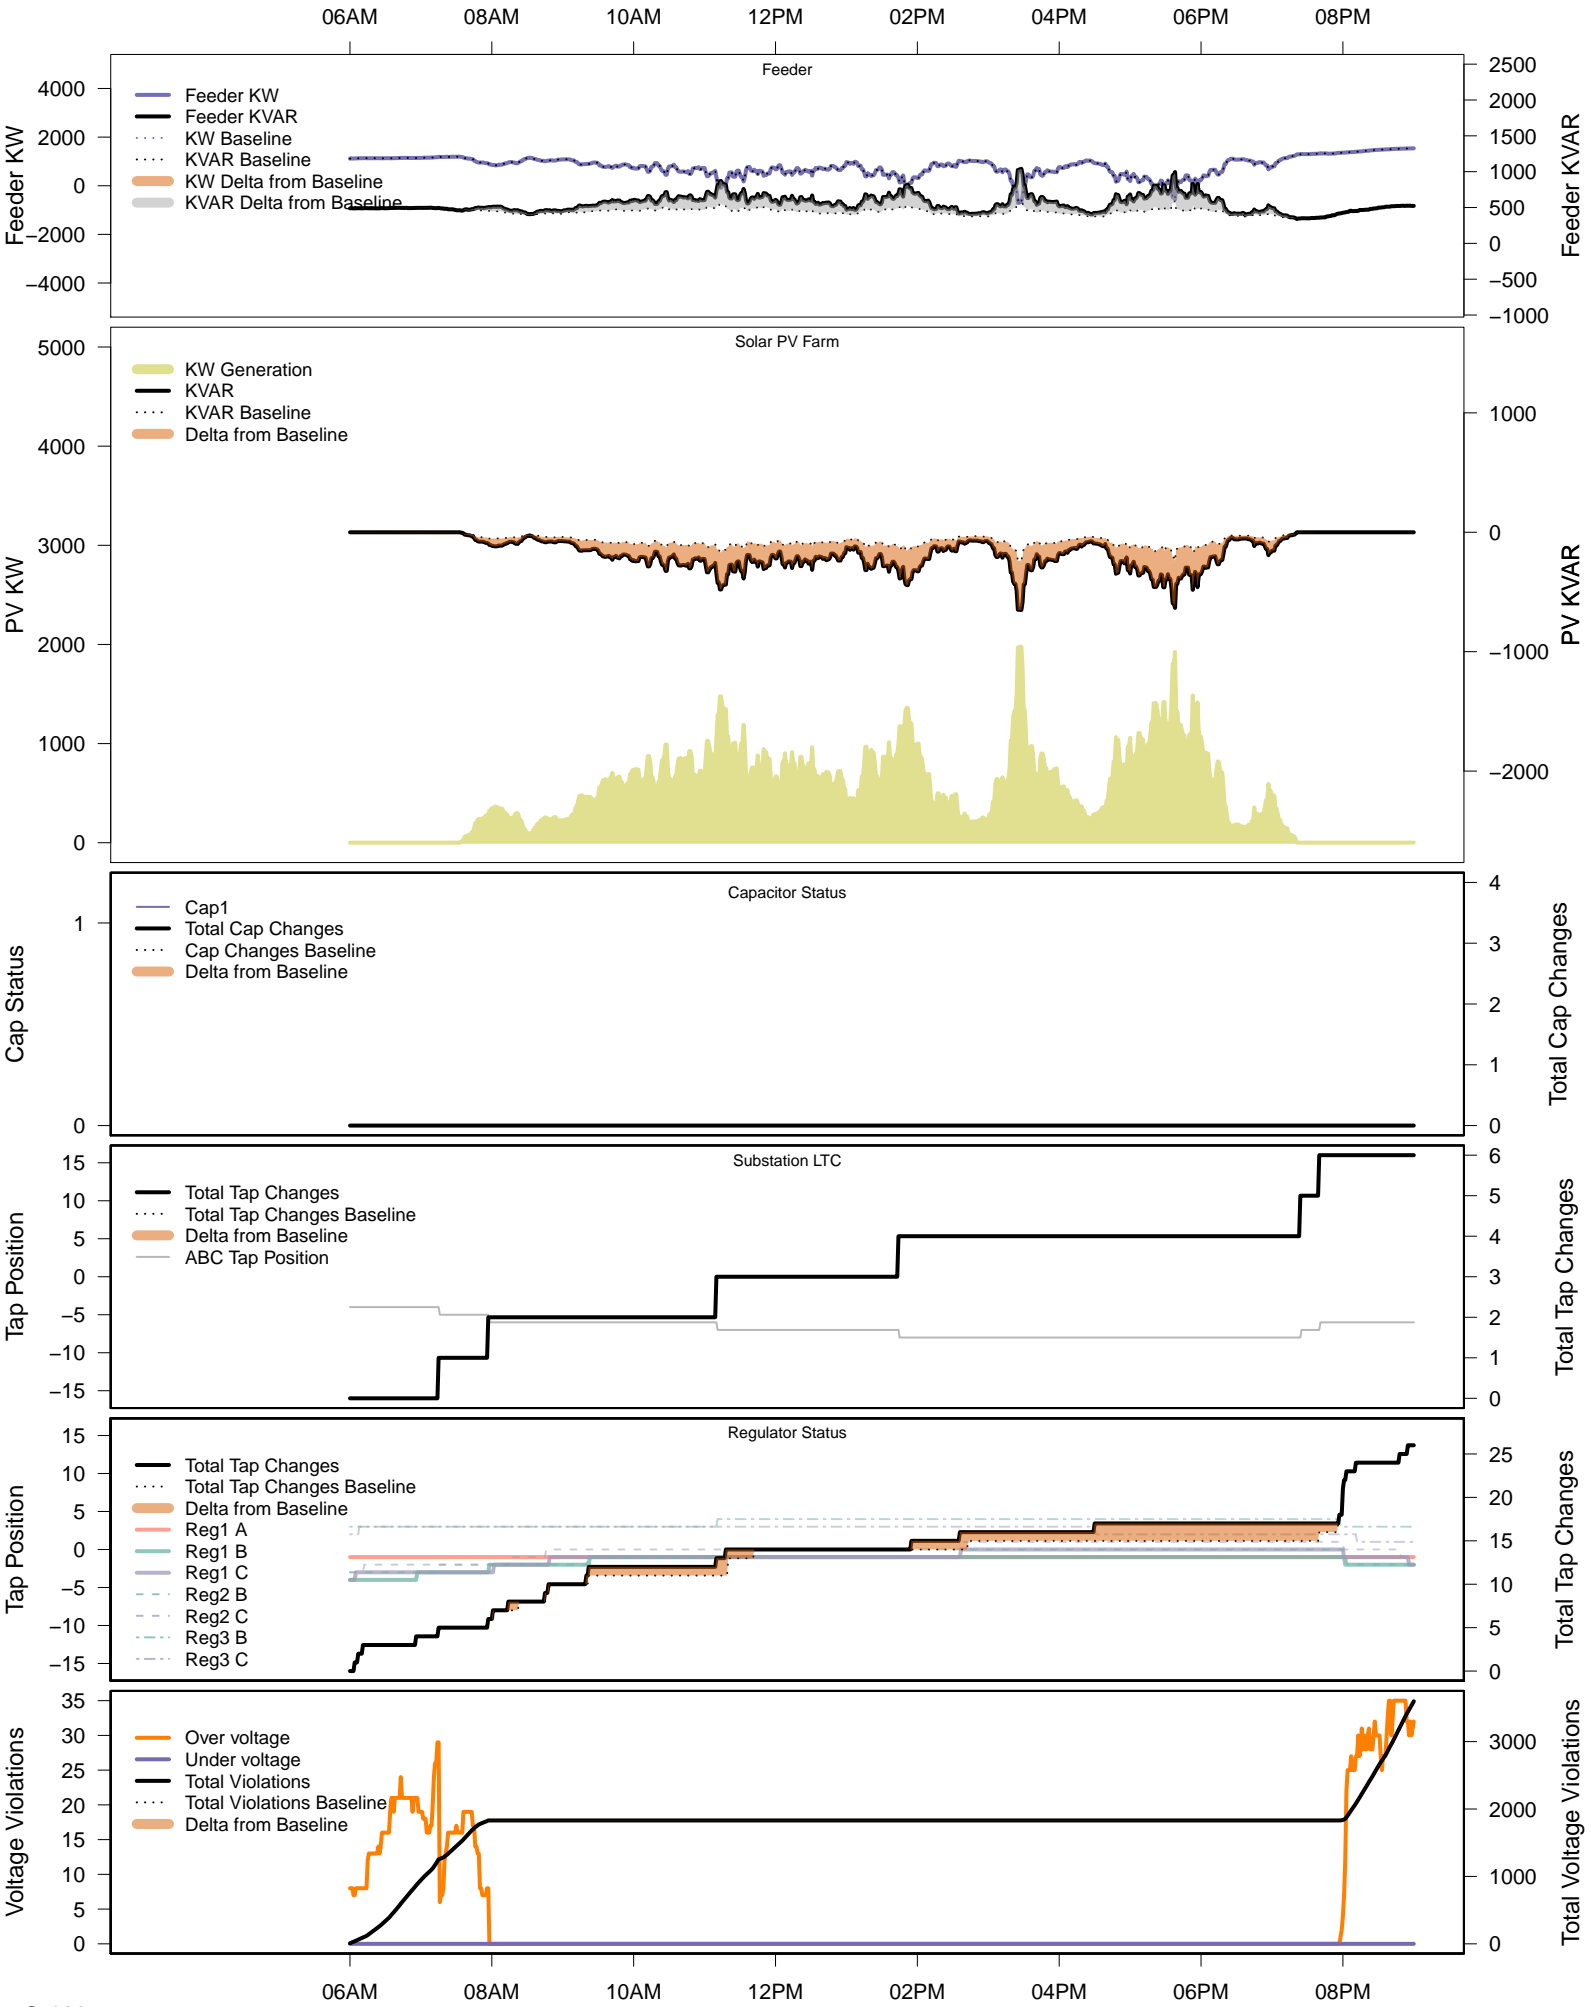 06AM 08AM 10AM 12PM 02PM 04PM 06PM 08PM
Feeder
Feeder KW
Feeder KVAR
KW Baseline
KVAR Baseline
KW Delta from Baseline
KVAR Delta from Baseline
4000
2000
0
−2000
−4000
Feeder KW
2500
2000
1500
1000
500
0
−500
−1000
Feeder KVAR
Solar PV Farm
KW Generation
KVAR
KVAR Baseline
Delta from Baseline
5000
4000
3000
2000
1000
0
PV KW
1000
0
−1000
−2000
PV KVAR
Capacitor Status
Cap1
Total Cap Changes
Cap Changes Baseline
Delta from Baseline
1
0
Cap Status
4
3
2
1
0
Total Cap Changes
Substation LTC
Total Tap Changes
Total Tap Changes Baseline
Delta from Baseline
ABC Tap Position
15
10
5
0
−5
−10
−15
Tap Position
6
5
4
3
2
1
0
Total Tap Changes
Regulator Status
Total Tap Changes
Total Tap Changes Baseline
Delta from Baseline
Reg1 A
Reg1 B
Reg1 C
Reg2 B
Reg2 C
Reg3 B
Reg3 C
15
10
5
0
−5
−10
−15
Tap Position
25
20
15
10
5
0
Total Tap Changes
Over voltage
Under voltage
Total Violations
Total Violations Baseline
Delta from Baseline
35
30
25
20
15
10
5
0
Voltage Violations
3000
2000
1000
0
Total Voltage Violations
06AM 08AM 10AM 12PM 02PM 04PM 06PM 08PM